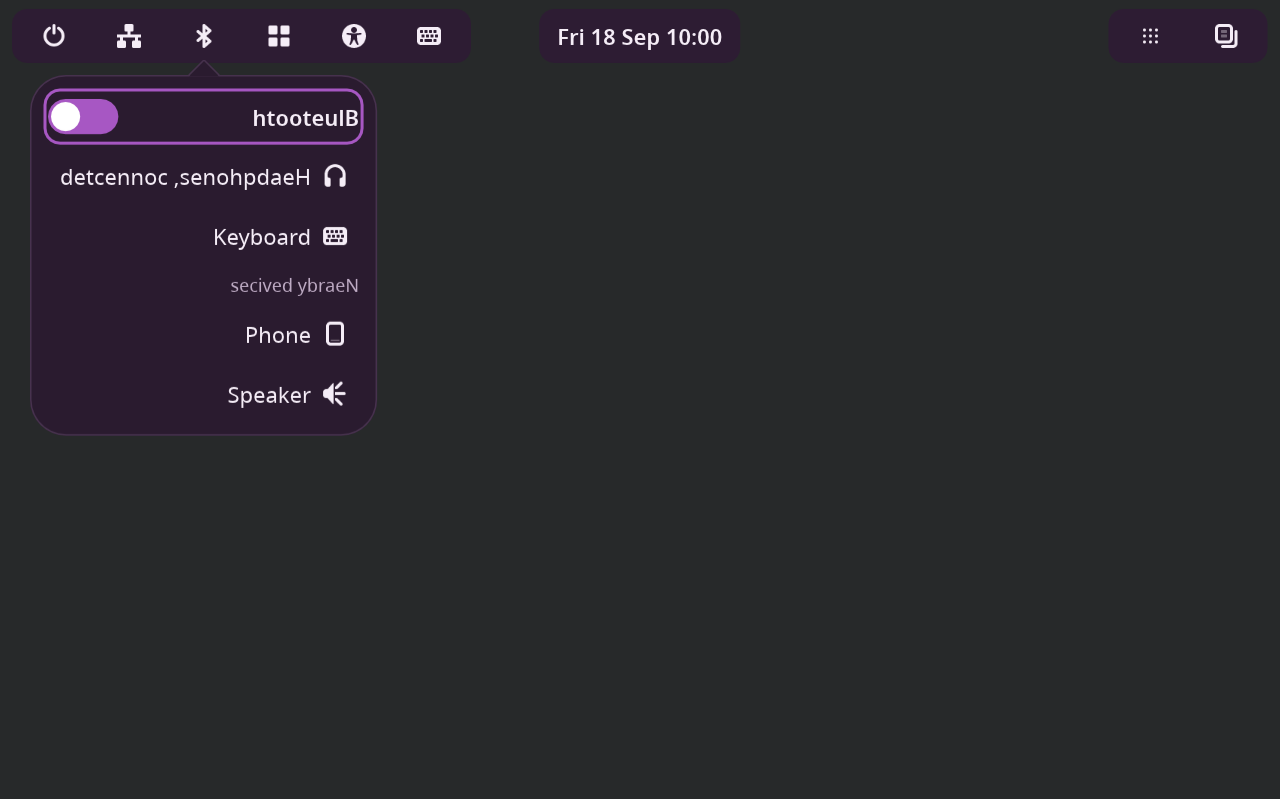 Fri 18 Sep 10:00
htooteulB
detcennoc ,senohpdaeH
Keyboard
secived ybraeN
Phone
Speaker